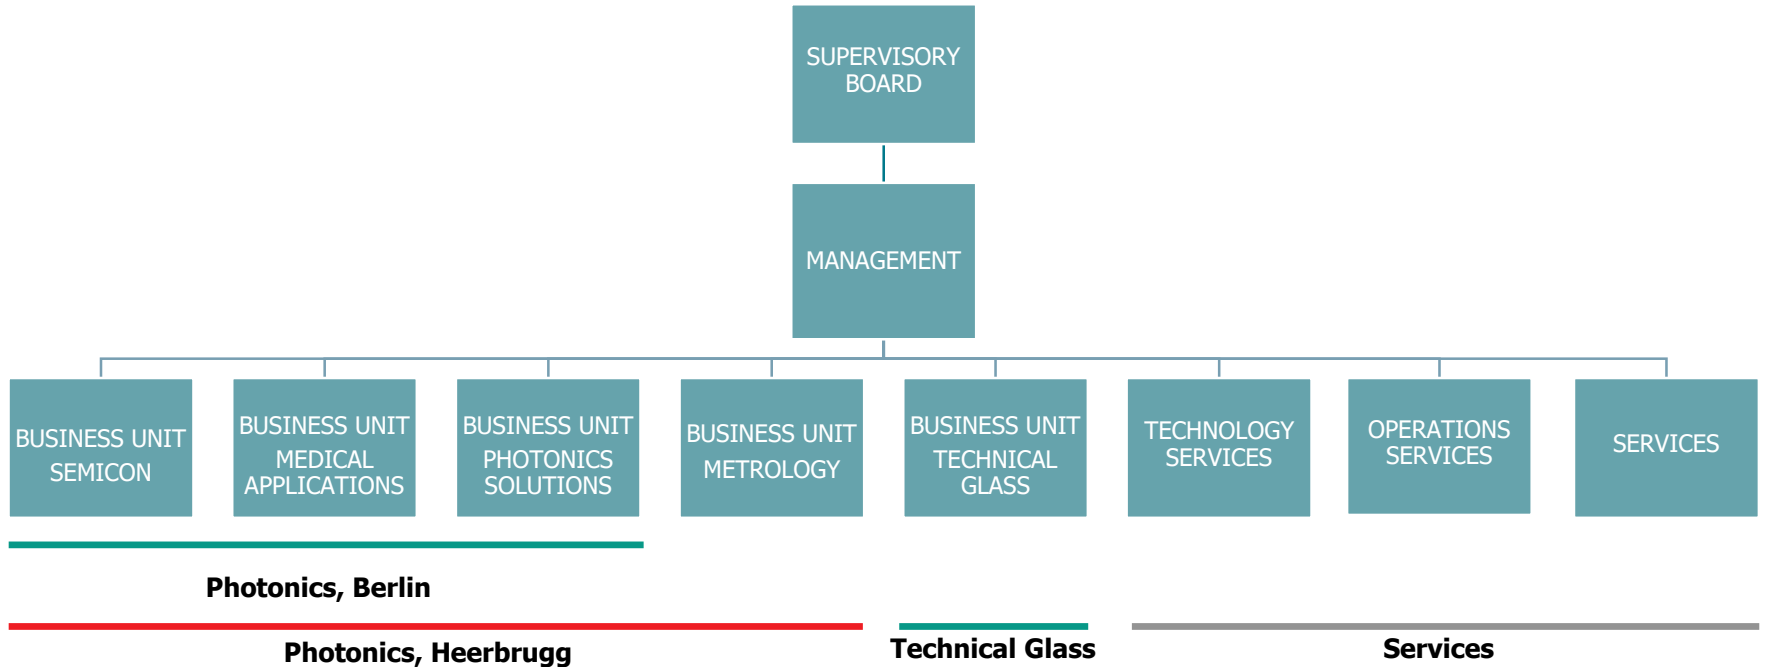 SUPERVISORY
BOARD
MANAGEMENT
BUSINESS UNIT
SEMICON
BUSINESS UNIT
MEDICAL
APPLICATIONS
BUSINESS UNIT
PHOTONICS
SOLUTIONS
BUSINESS UNIT
METROLOGY
BUSINESS UNIT
TECHNICAL
GLASS
TECHNOLOGY
SERVICES
OPERATIONS
SERVICES
SERVICES
Photonics, Berlin
Photonics, Heerbrugg
Technical Glass
Services